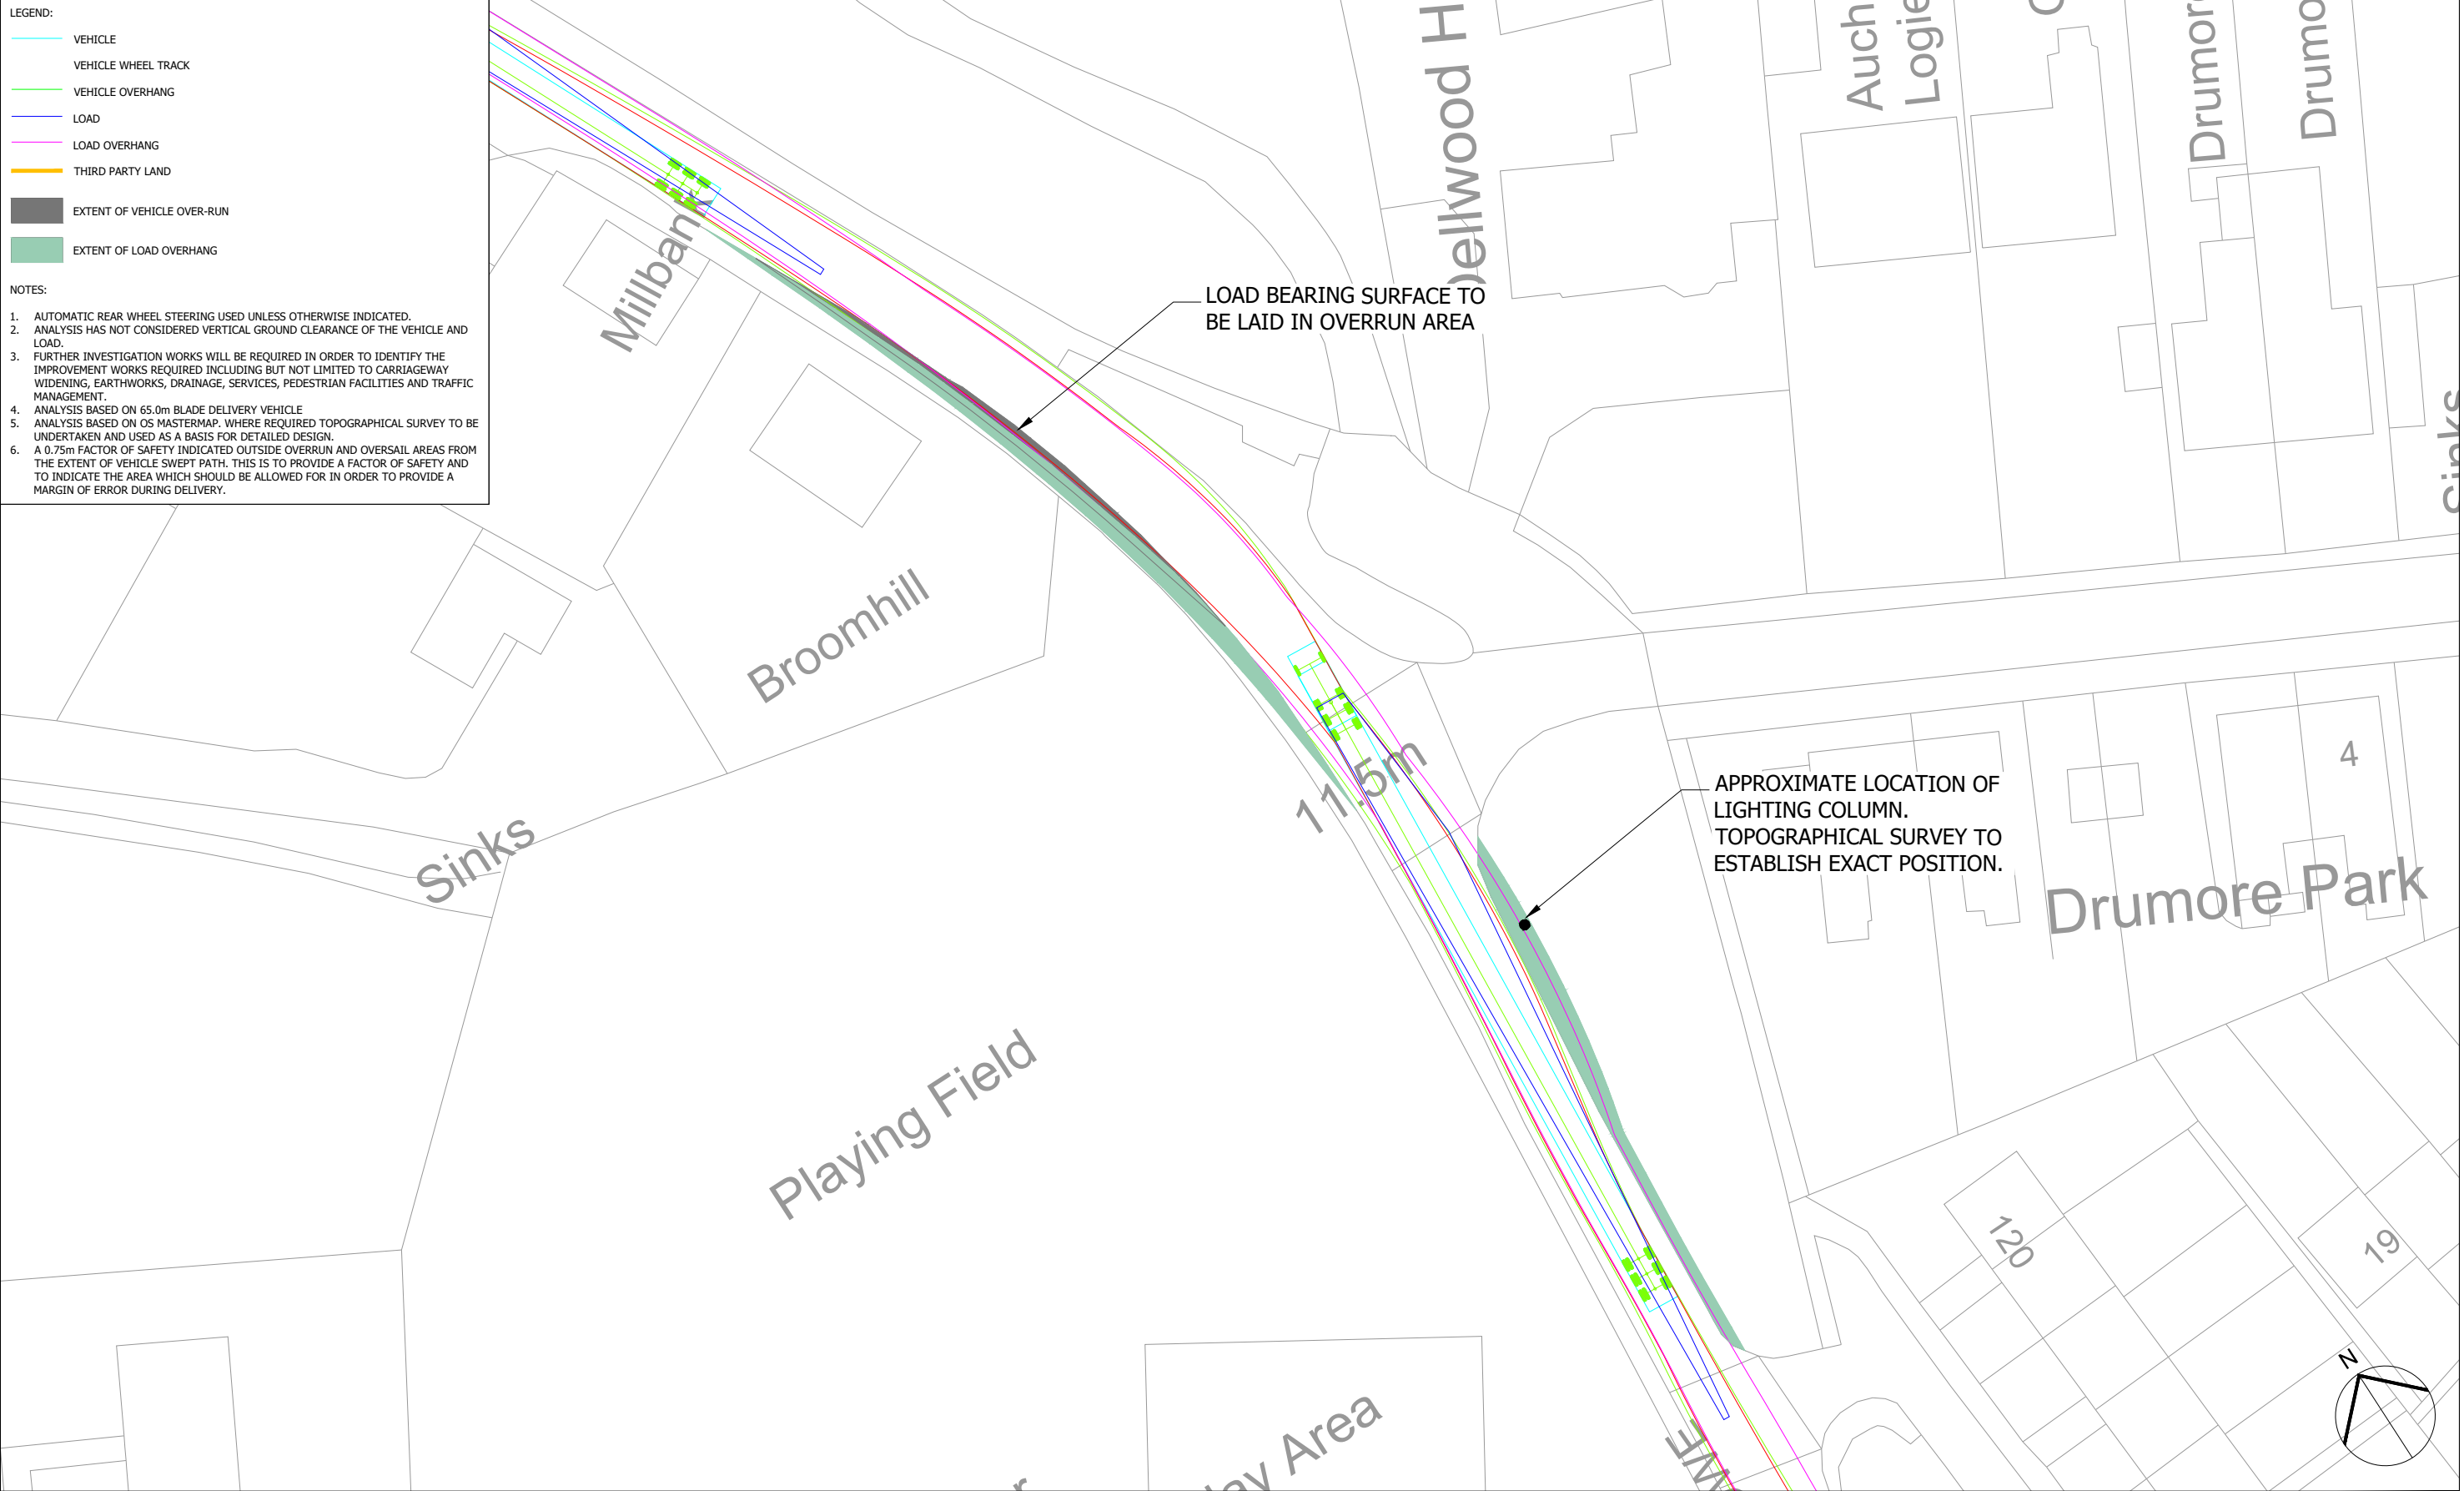 LEGEND:
VEHICLE
VEHICLE WHEEL TRACK
VEHICLE OVERHANG
LOAD
LOAD OVERHANG
THIRD PARTY LAND
EXTENT OF VEHICLE OVER-RUN
EXTENT OF LOAD OVERHANG
NOTES:
1. AUTOMATIC REAR WHEEL STEERING USED UNLESS OTHERWISE INDICATED.
2. ANALYSIS HAS NOT CONSIDERED VERTICAL GROUND CLEARANCE OF THE VEHICLE AND
LOAD.
3. FURTHER INVESTIGATION WORKS WILL BE REQUIRED IN ORDER TO IDENTIFY THE
IMPROVEMENT WORKS REQUIRED INCLUDING BUT NOT LIMITED TO CARRIAGEWAY
WIDENING, EARTHWORKS, DRAINAGE, SERVICES, PEDESTRIAN FACILITIES AND TRAFFIC
MANAGEMENT.
4. ANALYSIS BASED ON 65.0m BLADE DELIVERY VEHICLE
5. ANALYSIS BASED ON OS MASTERMAP. WHERE REQUIRED TOPOGRAPHICAL SURVEY TO BE
UNDERTAKEN AND USED AS A BASIS FOR DETAILED DESIGN.
6. A 0.75m FACTOR OF SAFETY INDICATED OUTSIDE OVERRUN AND OVERSAIL AREAS FROM
THE EXTENT OF VEHICLE SWEPT PATH. THIS IS TO PROVIDE A FACTOR OF SAFETY AND
TO INDICATE THE AREA WHICH SHOULD BE ALLOWED FOR IN ORDER TO PROVIDE A
MARGIN OF ERROR DURING DELIVERY.
Millbank
ellwood H
Auch
Logie
Drumor
Drumo
LOAD BEARING SURFACE TO
BE LAID IN OVERRUN AREA
Sinks
Broomhill
11.5m
4
APPROXIMATE LOCATION OF
LIGHTING COLUMN.
TOPOGRAPHICAL SURVEY TO
ESTABLISH EXACT POSITION.
Sinks
Drumore Park
Playing Field
120
19
N
lay Area